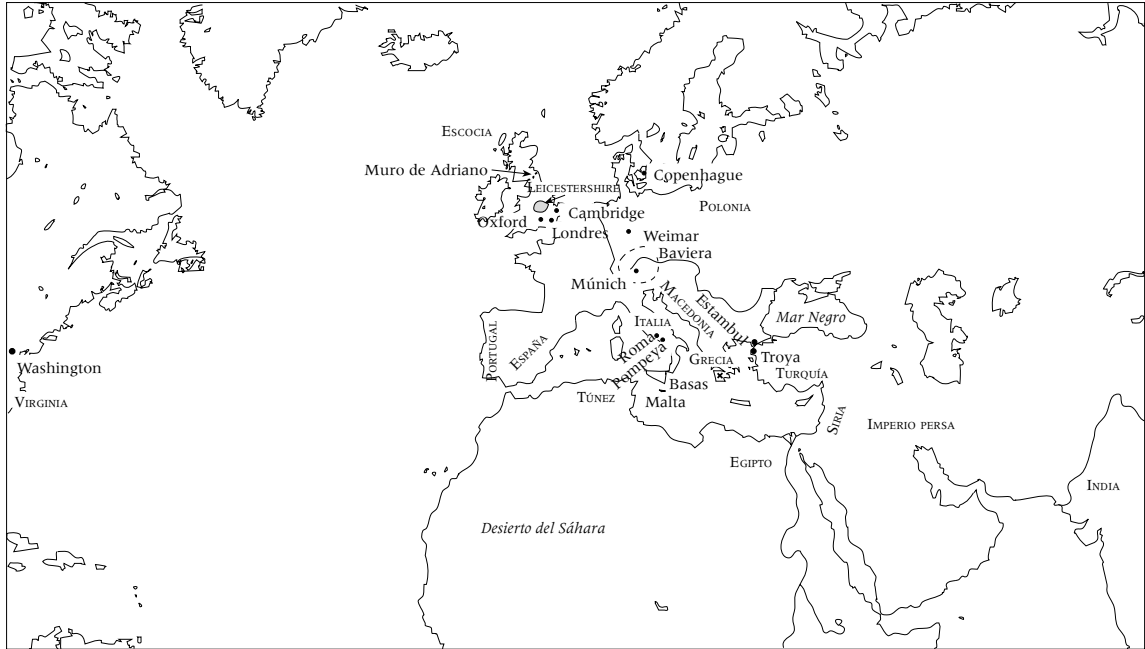 ESCOCIA
Muro de Adriano
LEICESTERSHIRE
Copenhague
POLONIA
Cambridge
Oxford
Londres
Weimar
Baviera
Múnich
MACEDONIA
Estambul
Mar Negro
ITALIA
PORTUGAL
ESPAÑA
Roma
Pompeya
GRECIA
Troya
TURQUÍA
Washington
Basas
TÚNEZ
Malta
VIRGINIA
SIRIA
IMPERIO PERSA
EGIPTO
INDIA
Desierto del Sáhara